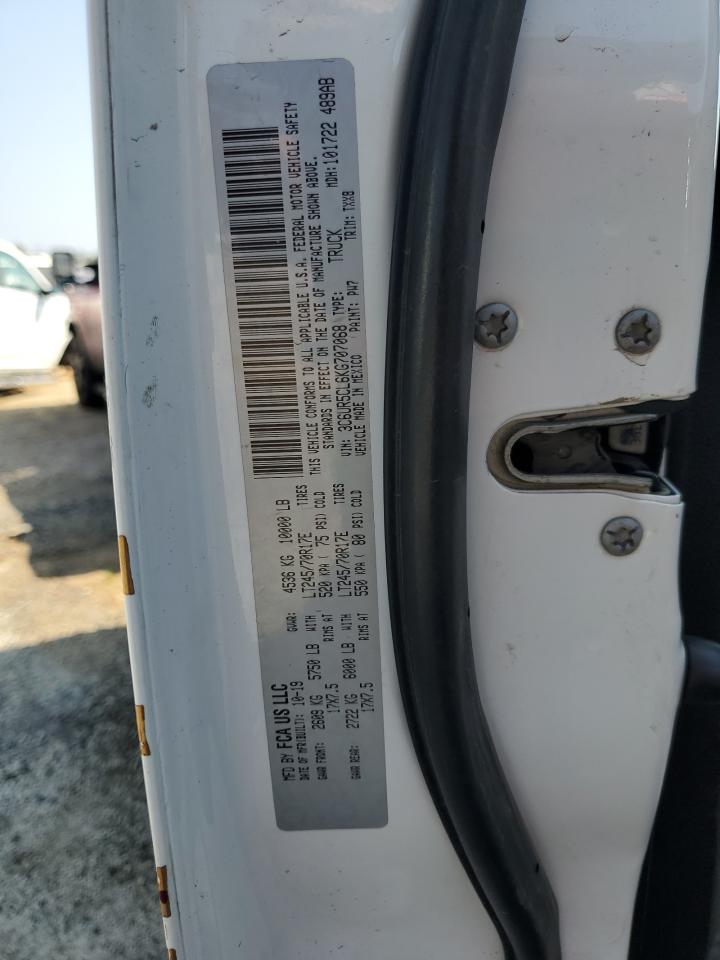 MFD BY FCA US LLC
DATE OF MFR(BUILT): 10-19 GVWR: 4536 KG 10000 LB
GAWR FRONT: 2609 KG 5750 LB WITH LT245/70R17E TIRES
17X7.5 RIMS AT 520 KPA ( 75 PSI) COLD
GAWR REAR: 2722 KG 6000 LB WITH LT245/70R17E TIRES
17X7.5 RIMS AT 550 KPA ( 80 PSI) COLD
THIS VEHICLE CONFORMS TO ALL APPLICABLE U.S.A. FEDERAL MOTOR VEHICLE SAFETY
STANDARDS IN EFFECT ON THE DATE OF MANUFACTURE SHOWN ABOVE.
VIN: 3C6UR5CL6KG707068 TYPE: TRUCK MDH: 101722 489AB
VEHICLE MADE IN MEXICO PAINT: PW7 TRIM: TXX8